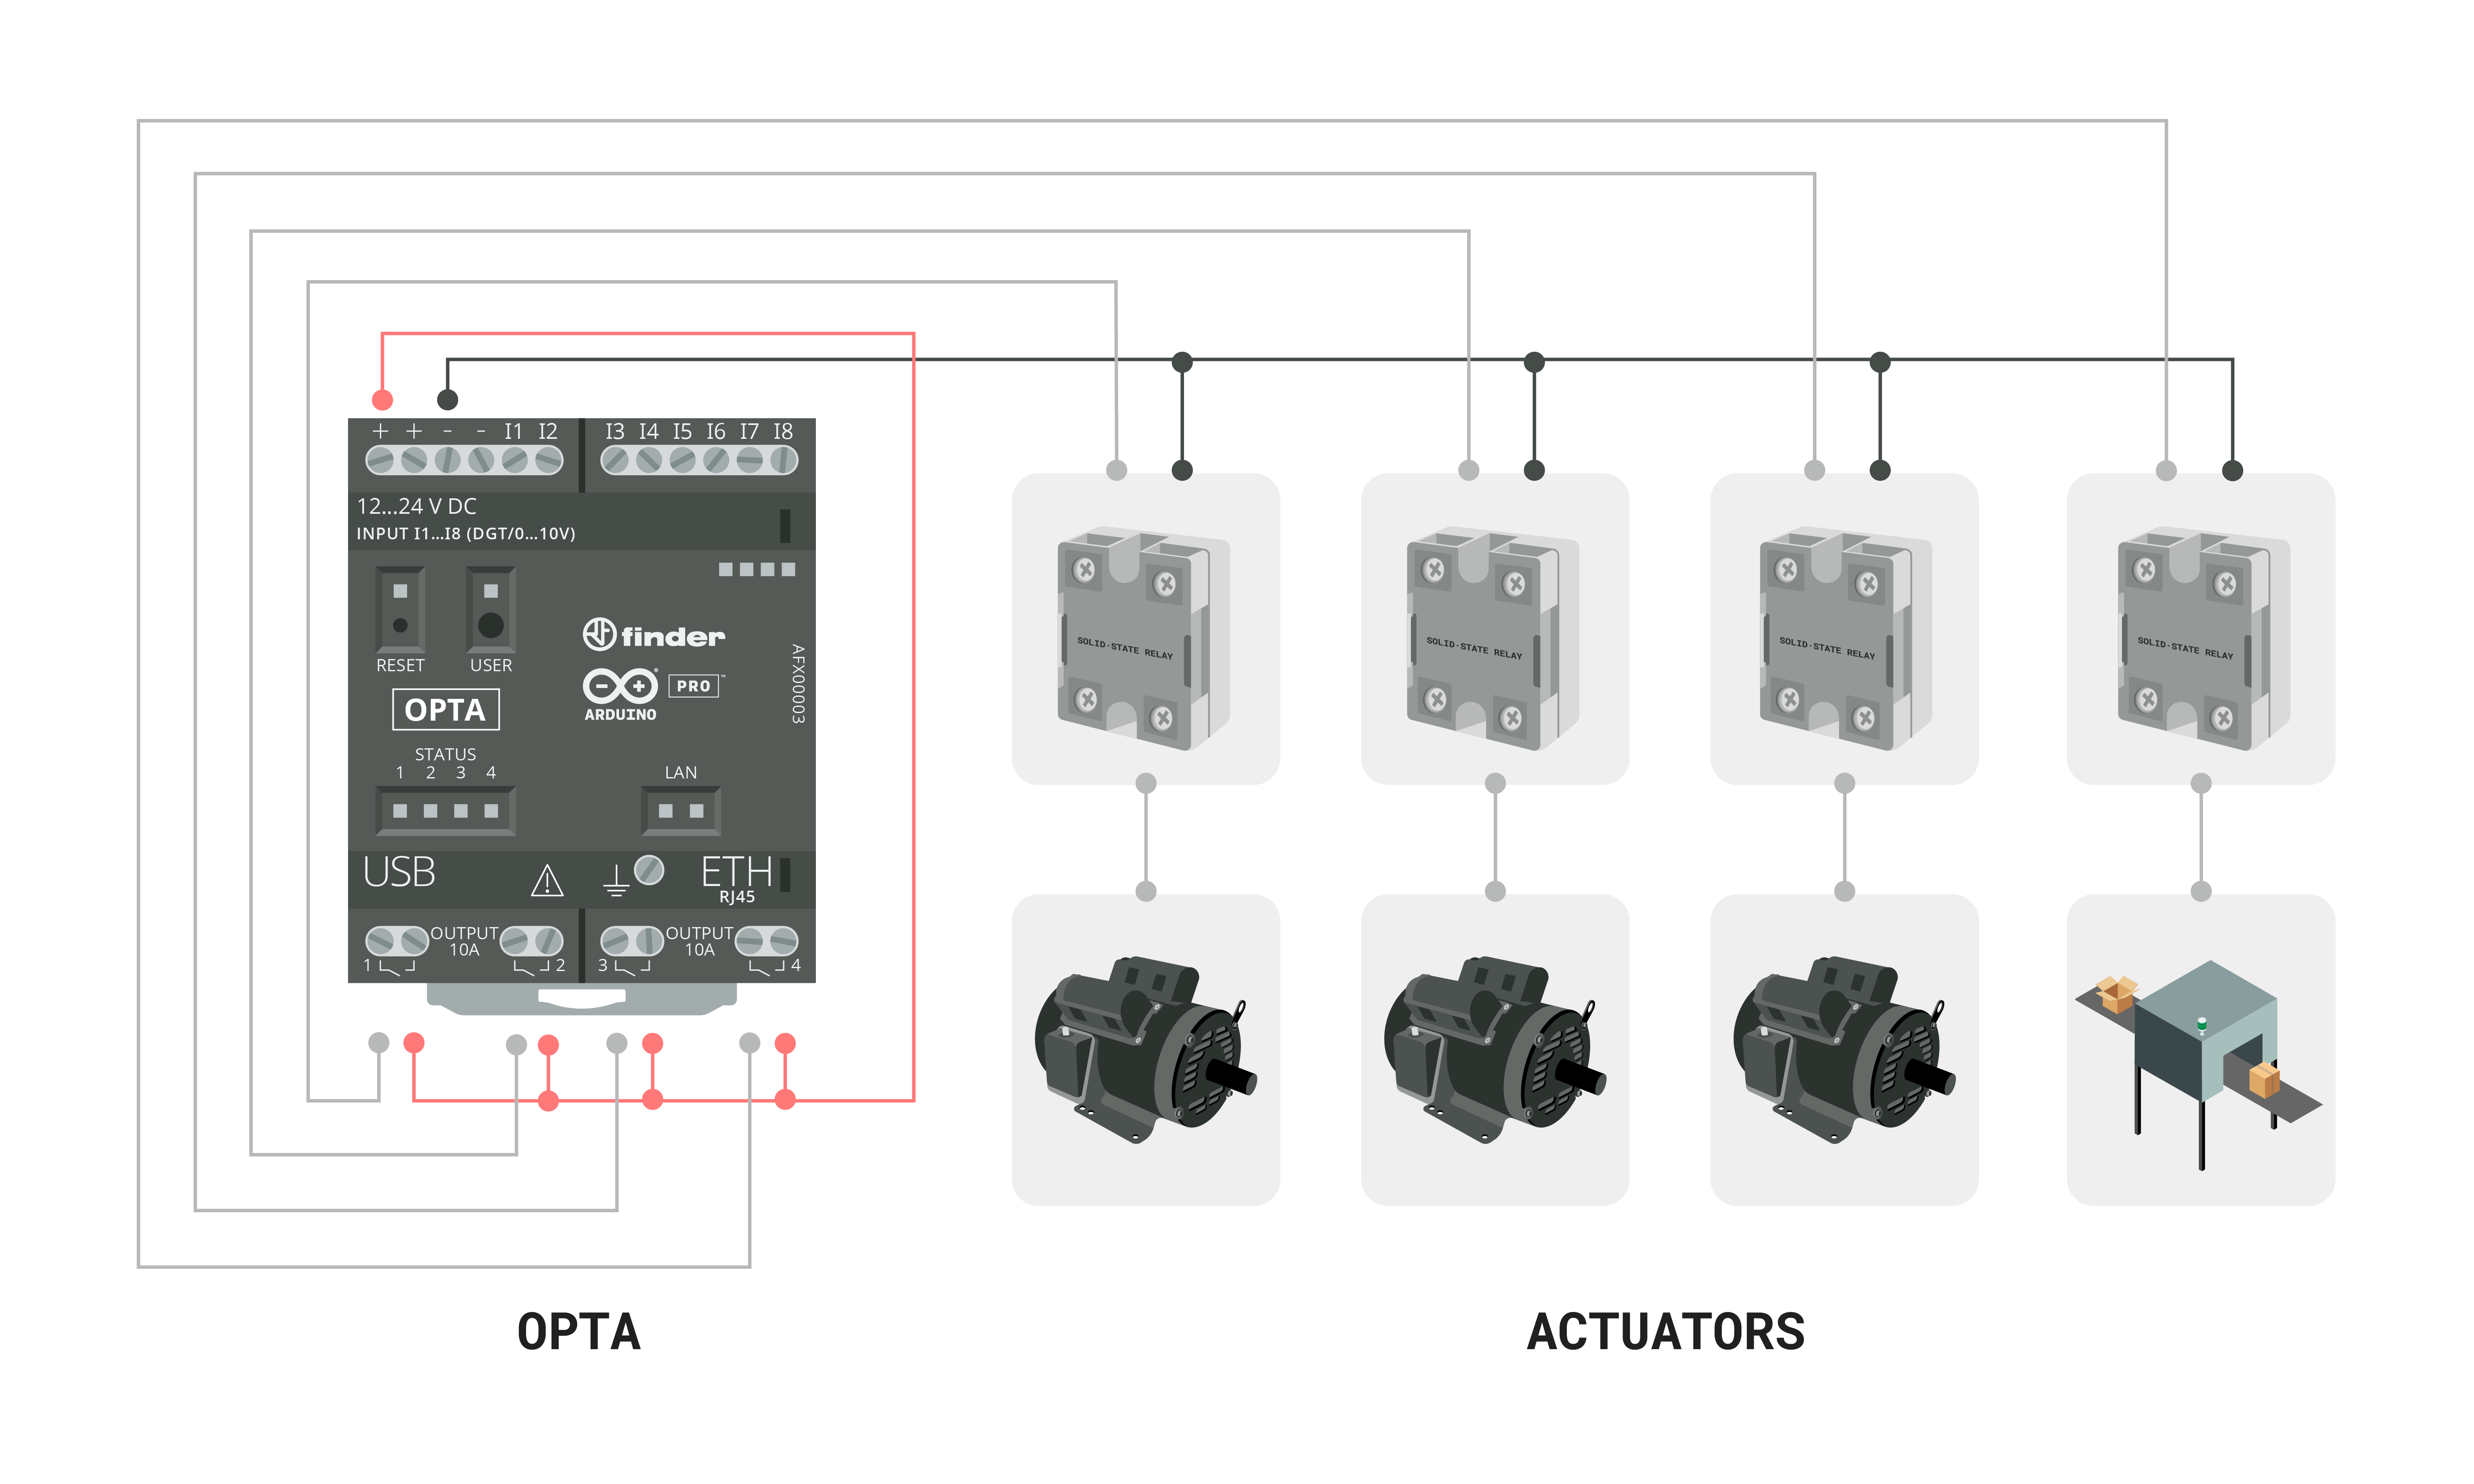 + + - - I1 I2 I3 I4 I5 I6 I7 I8
12...24 V DC
INPUT I1...I8 (DGT/0...10V)
finder
RESET USER
ARDUINO PRO™
AFX00003
OPTA
STATUS
1 2 3 4
LAN
USB
ETH
RJ45
OUTPUT
10A
1 2
OUTPUT
10A
3 4
SOLID-STATE RELAY
SOLID-STATE RELAY
SOLID-STATE RELAY
SOLID-STATE RELAY
OPTA
ACTUATORS